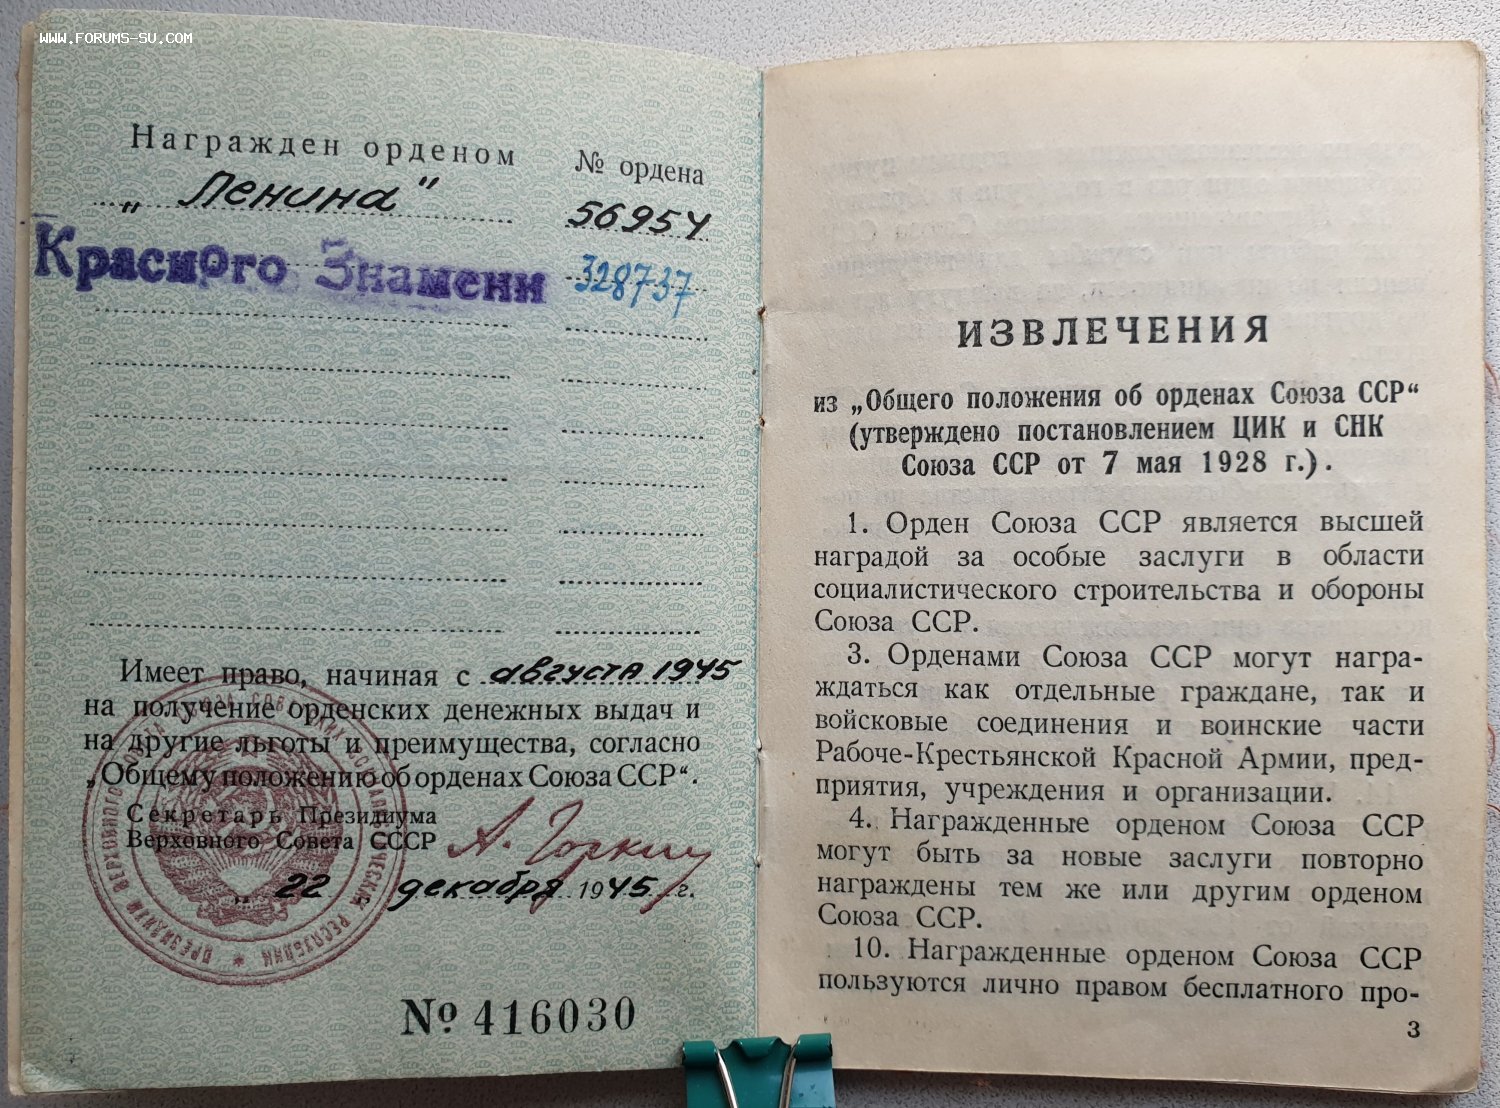 www.forums-su.com
Награжден орденом № ордена
„ Ленина" 56954
Красного Знамени 328737
Имеет право, начиная с августа 1945
на получение орденских денежных выдач и
на другие льготы и преимущества, согласно
„Общему положению об орденах Союза ССР".
Секретарь Президиума
Верховного Совета СССР А. Горкин
„ 22 декабря 1945 г.
№ 416030
ИЗВЛЕЧЕНИЯ
из „Общего положения об орденах Союза ССР"
(утверждено постановлением ЦИК и СНК
Союза ССР от 7 мая 1928 г.).
1. Орден Союза ССР является высшей
наградой за особые заслуги в области
социалистического строительства и обороны
Союза ССР.
3. Орденами Союза ССР могут награ-
ждаться как отдельные граждане, так и
войсковые соединения и воинские части
Рабоче-Крестьянской Красной Армии, пред-
приятия, учреждения и организации.
4. Награжденные орденом Союза ССР
могут быть за новые заслуги повторно
награждены тем же или другим орденом
Союза ССР.
10. Награжденные орденом Союза ССР
пользуются лично правом бесплатного про-
3